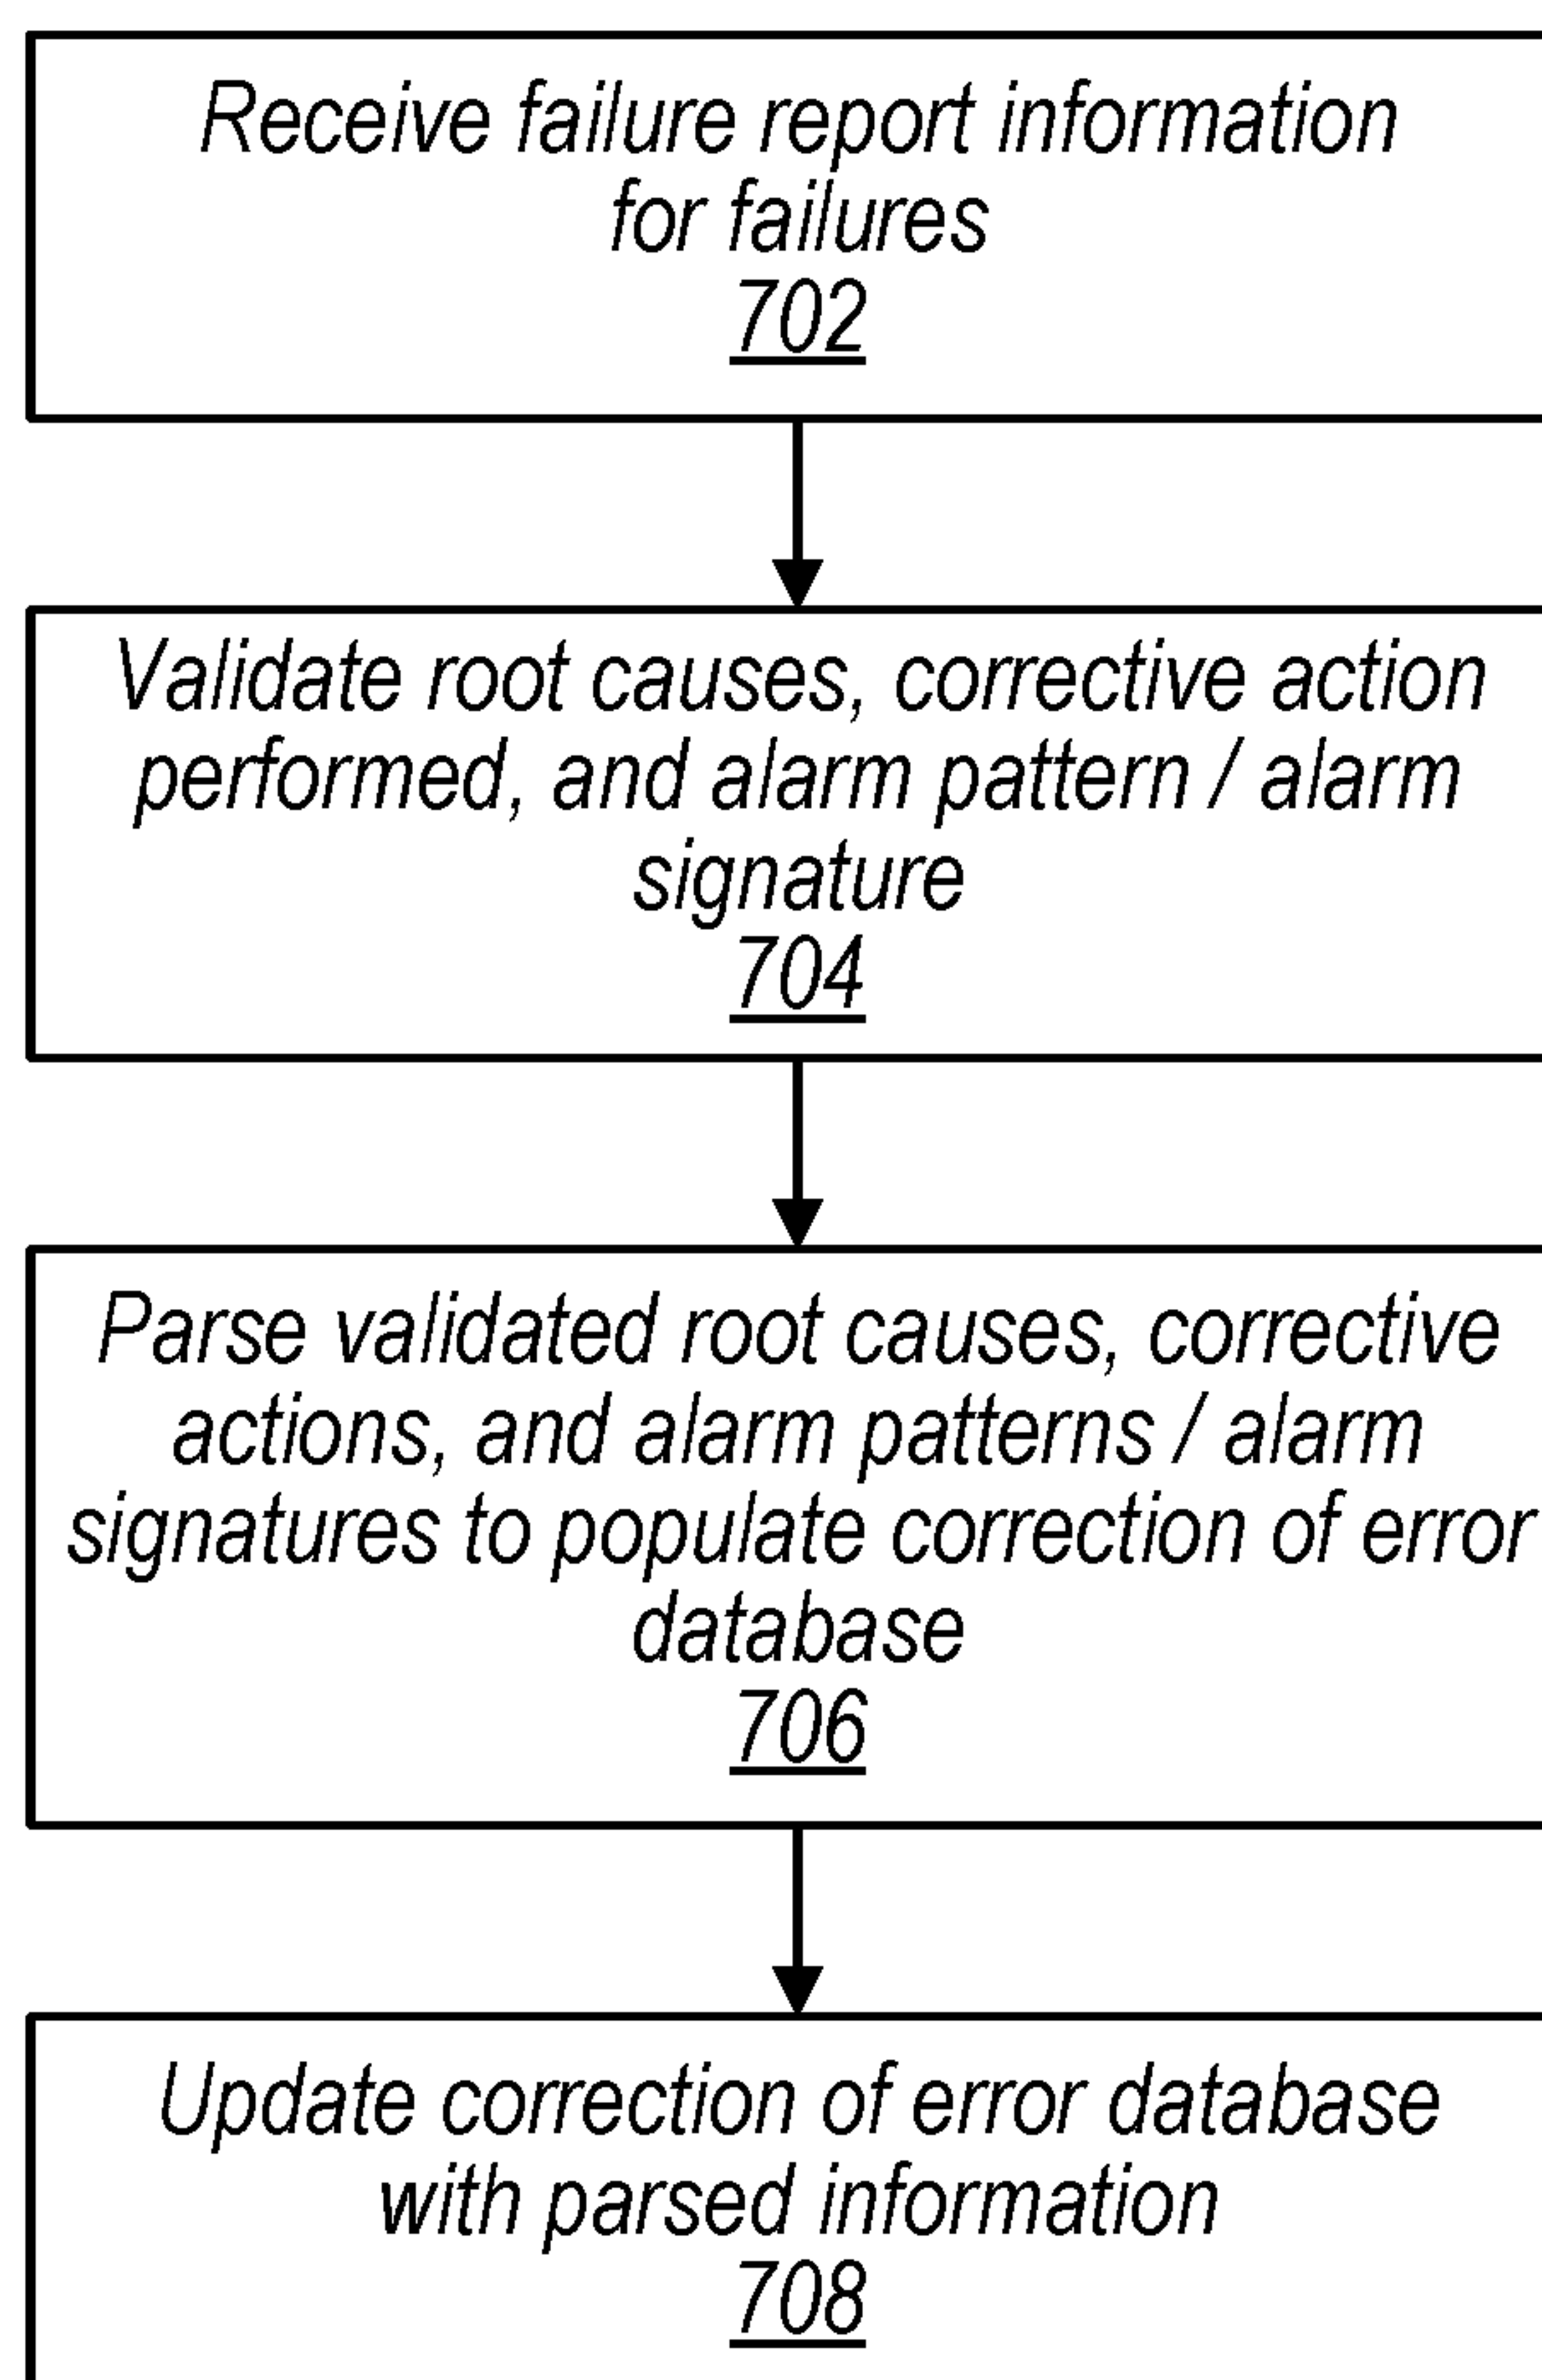 Receive failure report information
for failures
702
Validate root causes, corrective action
performed, and alarm pattern / alarm
signature
704
Parse validated root causes, corrective
actions, and alarm patterns / alarm
signatures to populate correction of error
database
706
Update correction of error database
with parsed information
708